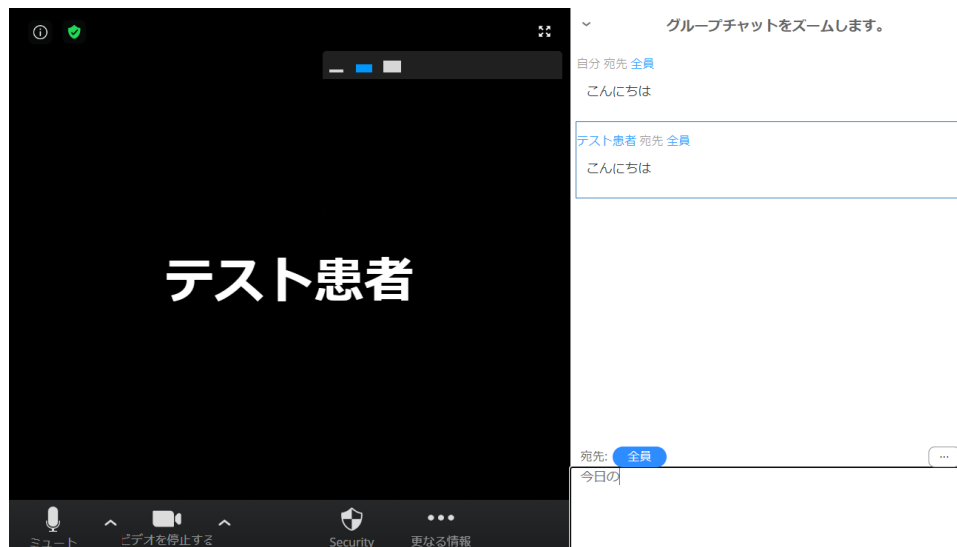 グループチャットをズームします。
自分 宛先 全員
こんにちは
テスト患者 宛先 全員
こんにちは
テスト患者
宛先: 全員 ...
今日の
ミュート ビデオを停止する Security 更なる情報